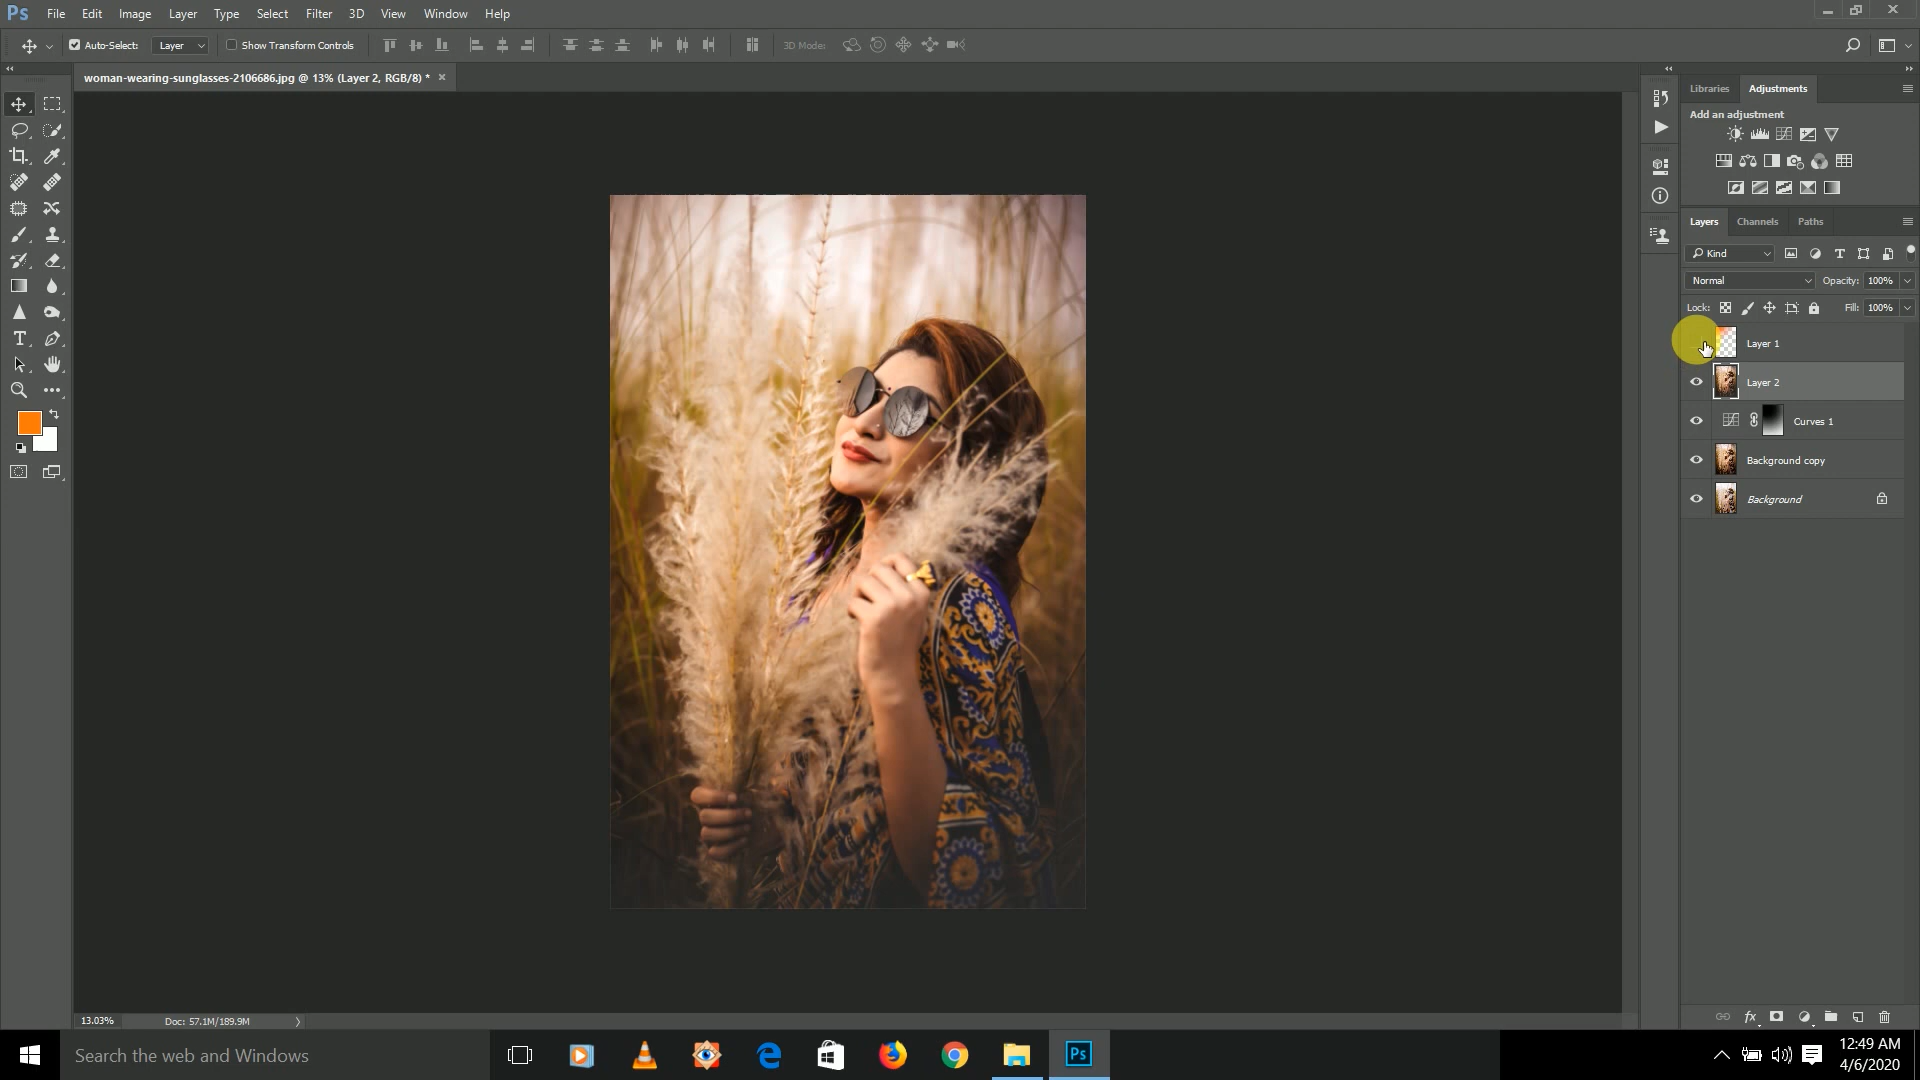 Ps File Edit Image Layer Type Select Filter 3D View Window Help
Auto-Select: Layer Show Transform Controls 3D Mode:
woman-wearing-sunglasses-2106686.jpg @ 13% (Layer 2, RGB/8) * ×
Libraries Adjustments
Add an adjustment
Layers Channels Paths
Kind
Normal Opacity: 100%
Lock: Fill: 100%
Layer 1
Layer 2
Curves 1
Background copy
Background
fx
13.03% Doc: 57.1M/189.9M
Search the web and Windows
Ps
12:49 AM
4/6/2020